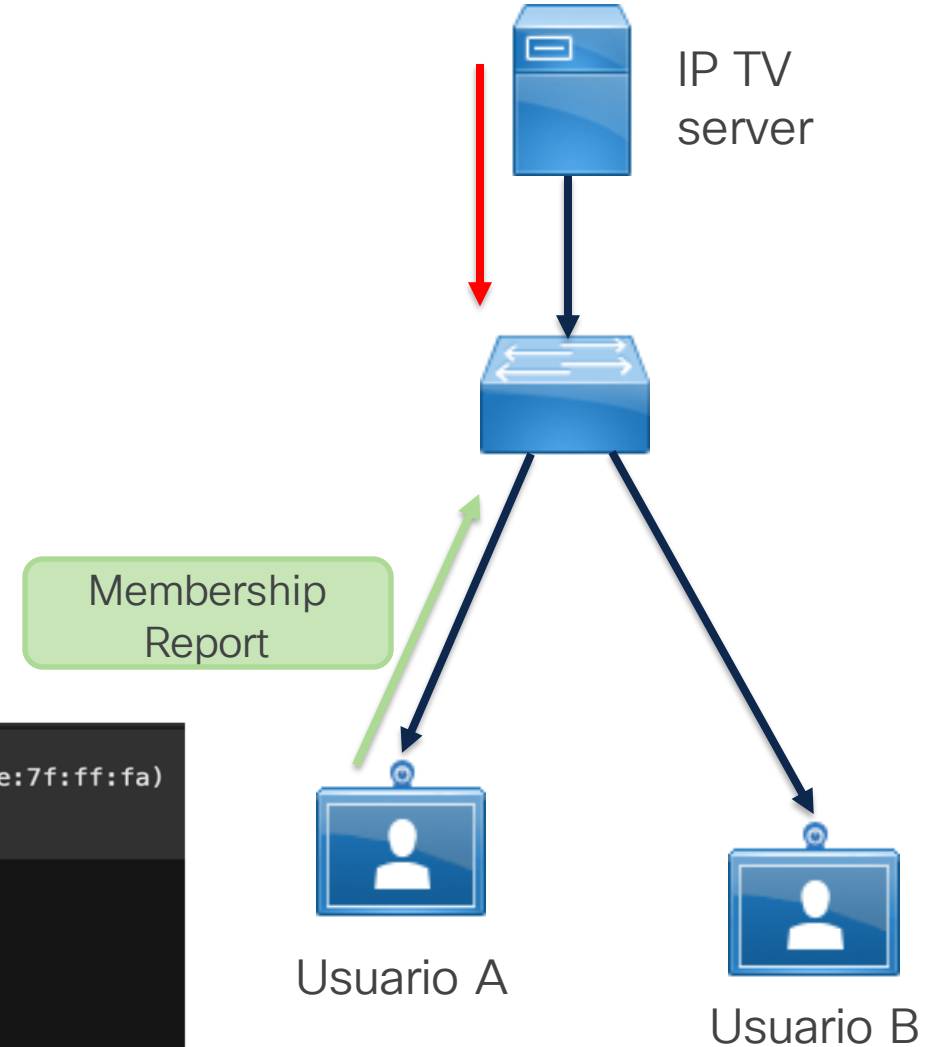 IP TV
server
Membership
Report
e:7f:ff:fa)
Usuario A
Usuario B